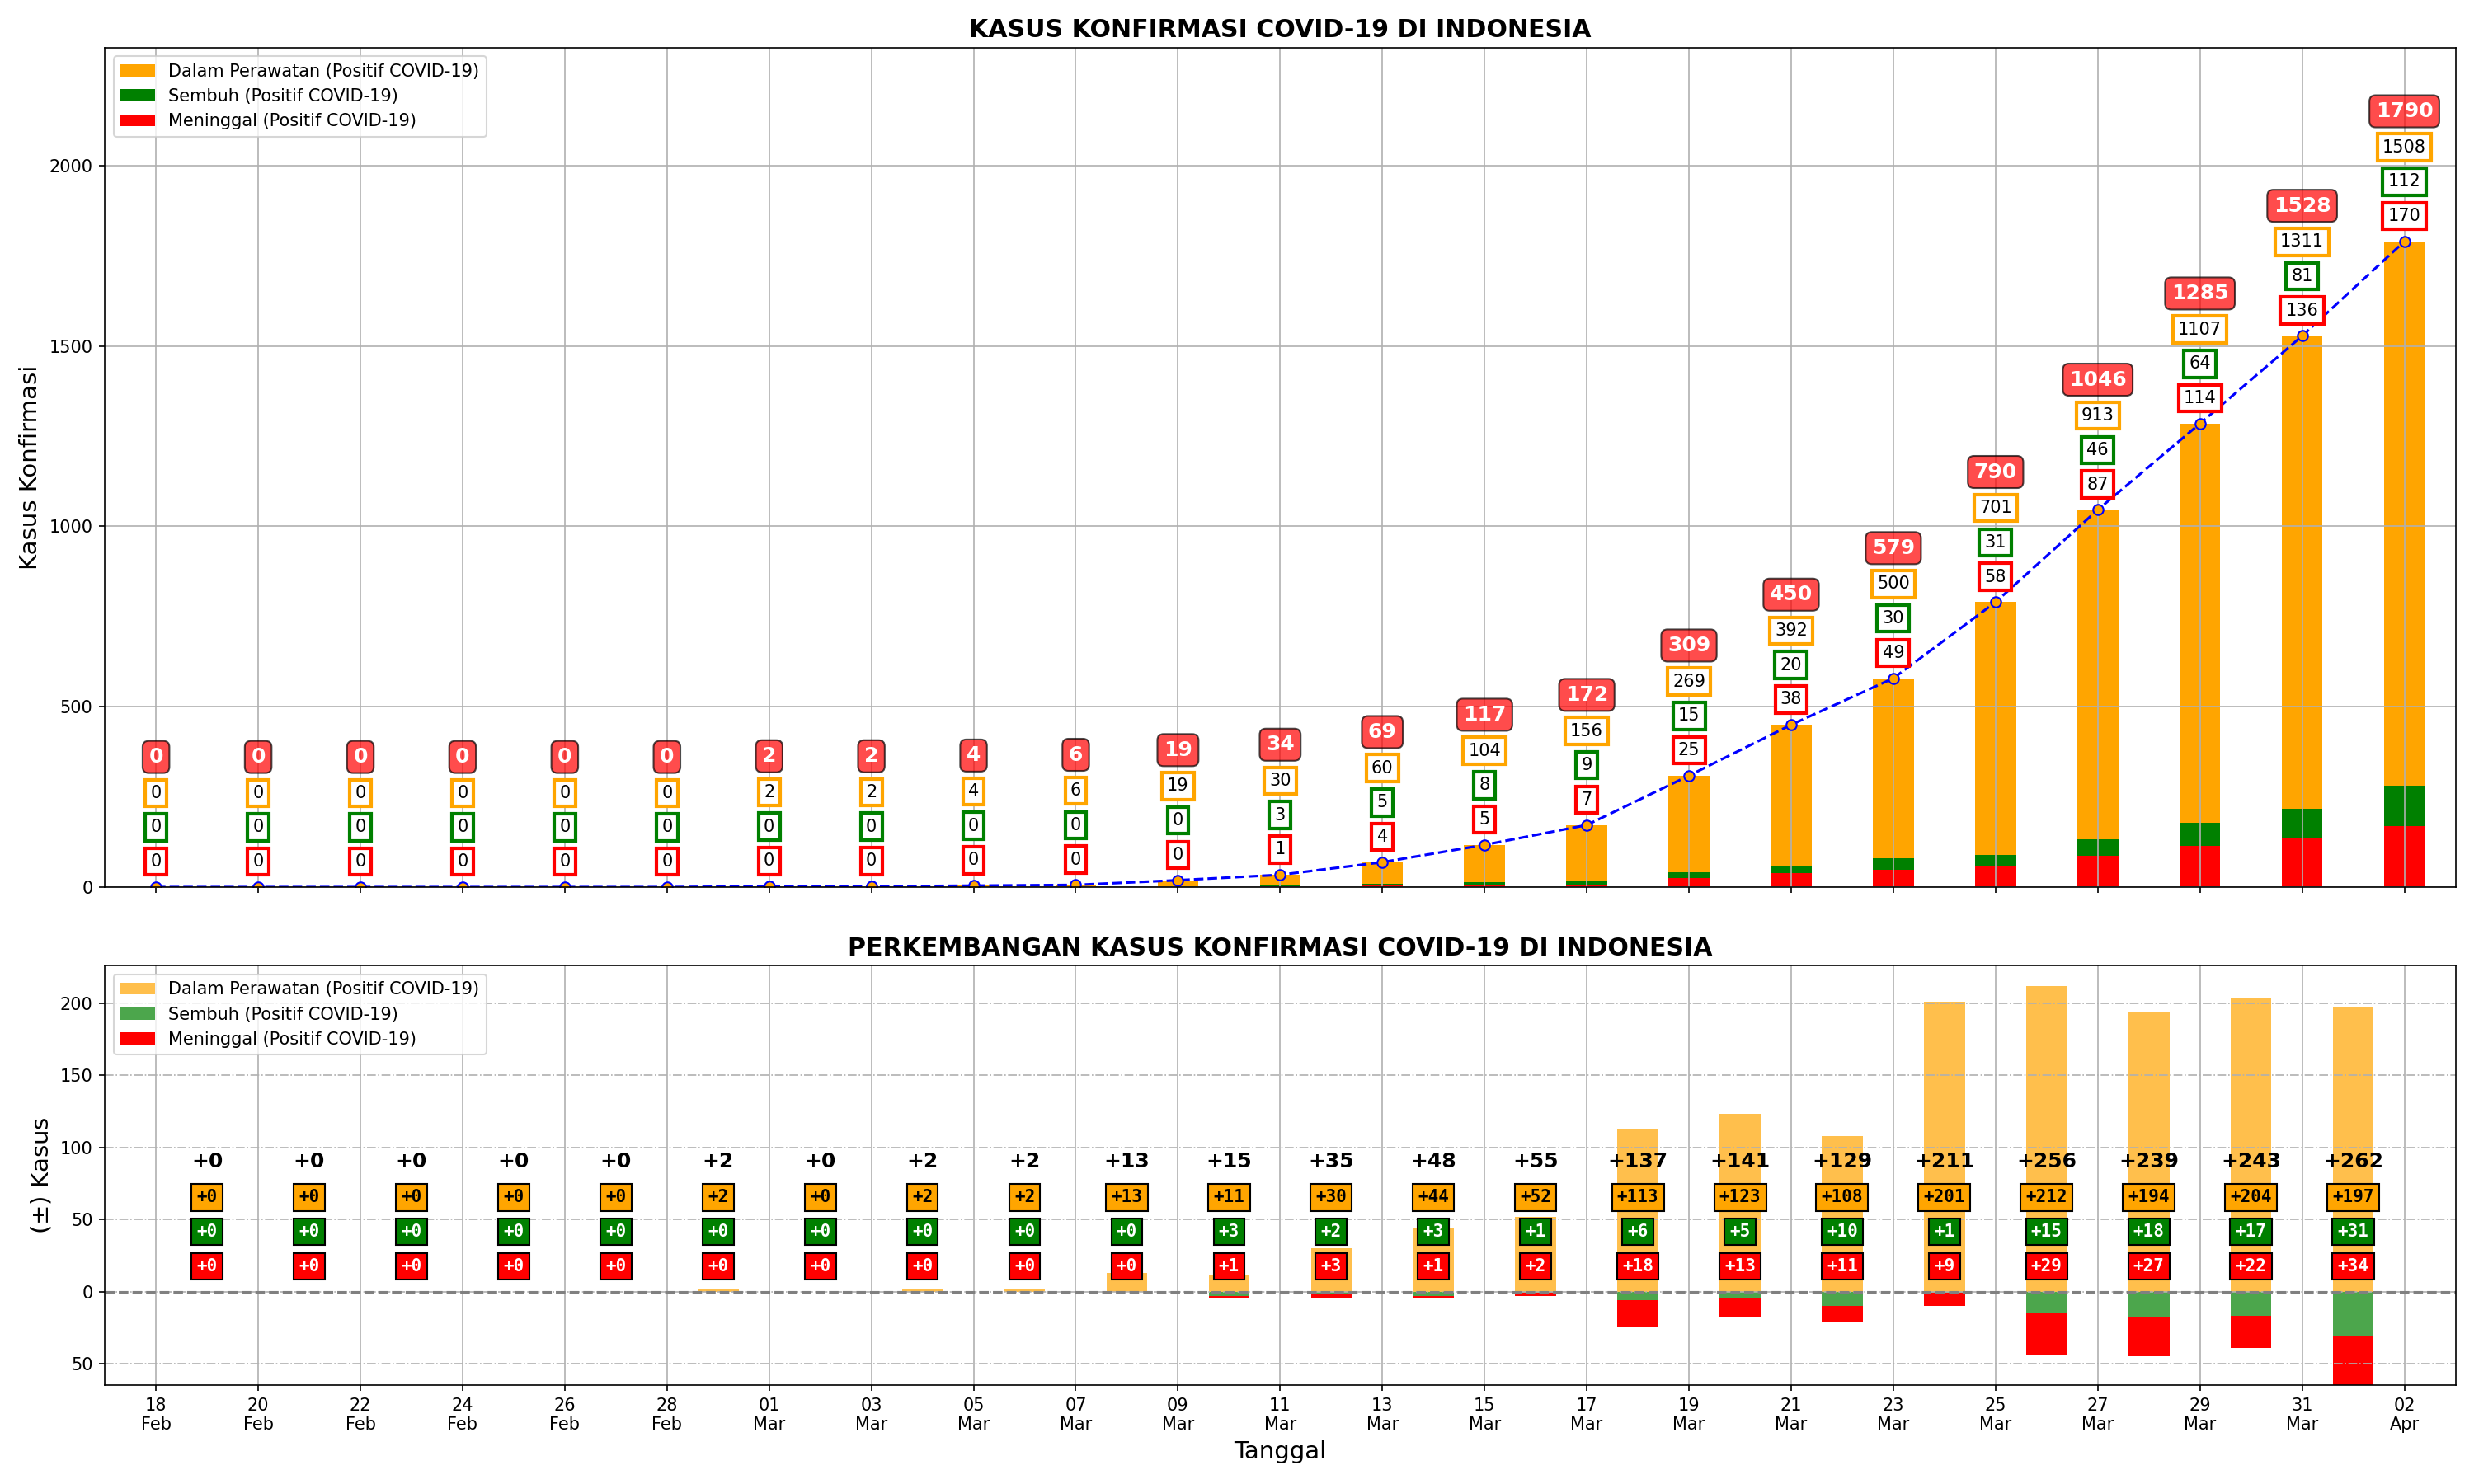 KASUS KONFIRMASI COVID-19 DI INDONESIA
Dalam Perawatan (Positif COVID-19)
Sembuh (Positif COVID-19)
Meninggal (Positif COVID-19)
Kasus Konfirmasi
2000
1500
1000
500
0
0 0 0 0 0 0 2 2 4 6 19 34 69 117 172 309 450 579 790 1046 1285 1528 1790
0 0 0 0 0 0 2 2 4 6 19 30 60 104 156 269 392 500 701 913 1107 1311 1508
0 0 0 0 0 0 0 0 0 0 0 3 5 8 9 15 20 30 31 46 64 81 112
0 0 0 0 0 0 0 0 0 0 0 1 4 5 7 25 38 49 58 87 114 136 170
PERKEMBANGAN KASUS KONFIRMASI COVID-19 DI INDONESIA
Dalam Perawatan (Positif COVID-19)
Sembuh (Positif COVID-19)
Meninggal (Positif COVID-19)
(±) Kasus
200
150
100
50
0
50
+0 +0 +0 +0 +0 +2 +0 +2 +2 +13 +15 +35 +48 +55 +137 +141 +129 +211 +256 +239 +243 +262
+0 +0 +0 +0 +0 +2 +0 +2 +2 +13 +11 +30 +44 +52 +113 +123 +108 +201 +212 +194 +204 +197
+0 +0 +0 +0 +0 +0 +0 +0 +0 +0 +3 +2 +3 +1 +6 +5 +10 +1 +15 +18 +17 +31
+0 +0 +0 +0 +0 +0 +0 +0 +0 +0 +1 +3 +1 +2 +18 +13 +11 +9 +29 +27 +22 +34
18 20 22 24 26 28 01 03 05 07 09 11 13 15 17 19 21 23 25 27 29 31 02
Feb Feb Feb Feb Feb Feb Mar Mar Mar Mar Mar Mar Mar Mar Mar Mar Mar Mar Mar Mar Mar Mar Apr
Tanggal